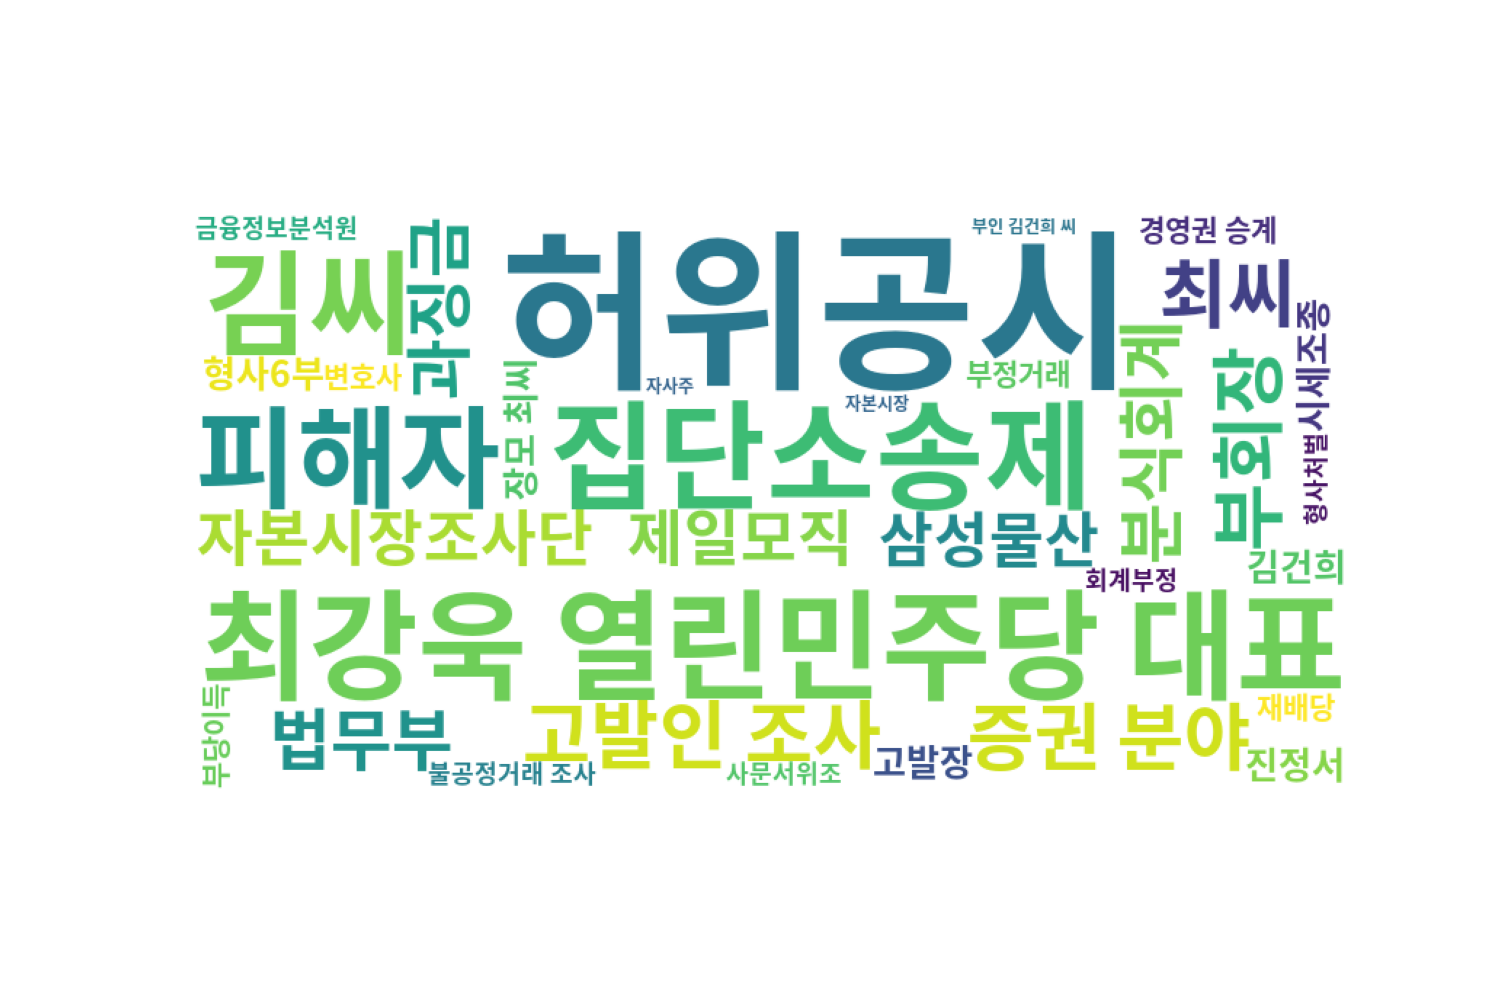 금융정보분석원
부인 김건희 씨
경영권 승계
김씨
과징금
허위공시
최씨
시세조종
형사6부
변호사
장모 최씨
자사주
부정거래
자본시장
분식회계
부회장
형사처벌
피해자
집단소송제
자본시장조사단
제일모직
삼성물산
김건희
회계부정
최강욱 열린민주당 대표
부당이득
법무부
고발인 조사
증권 분야
재배당
불공정거래 조사
사문서위조
고발장
진정서